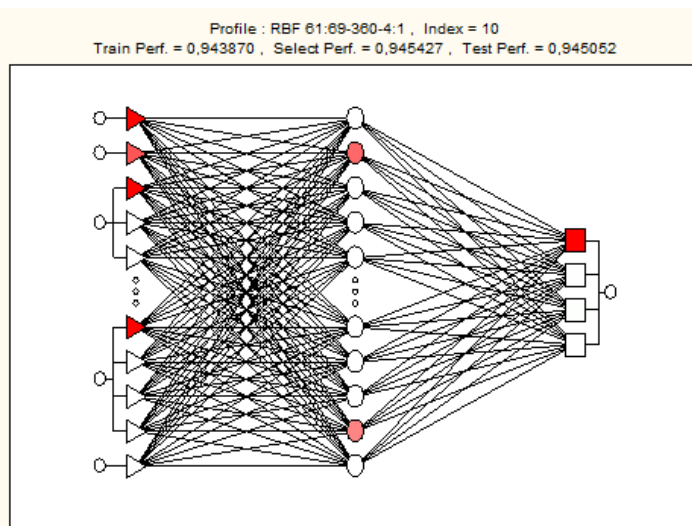 Profile : RBF 61:69-360-4:1 , Index = 10
Train Perf. = 0,943870 , Select Perf. = 0,945427 , Test Perf. = 0,945052